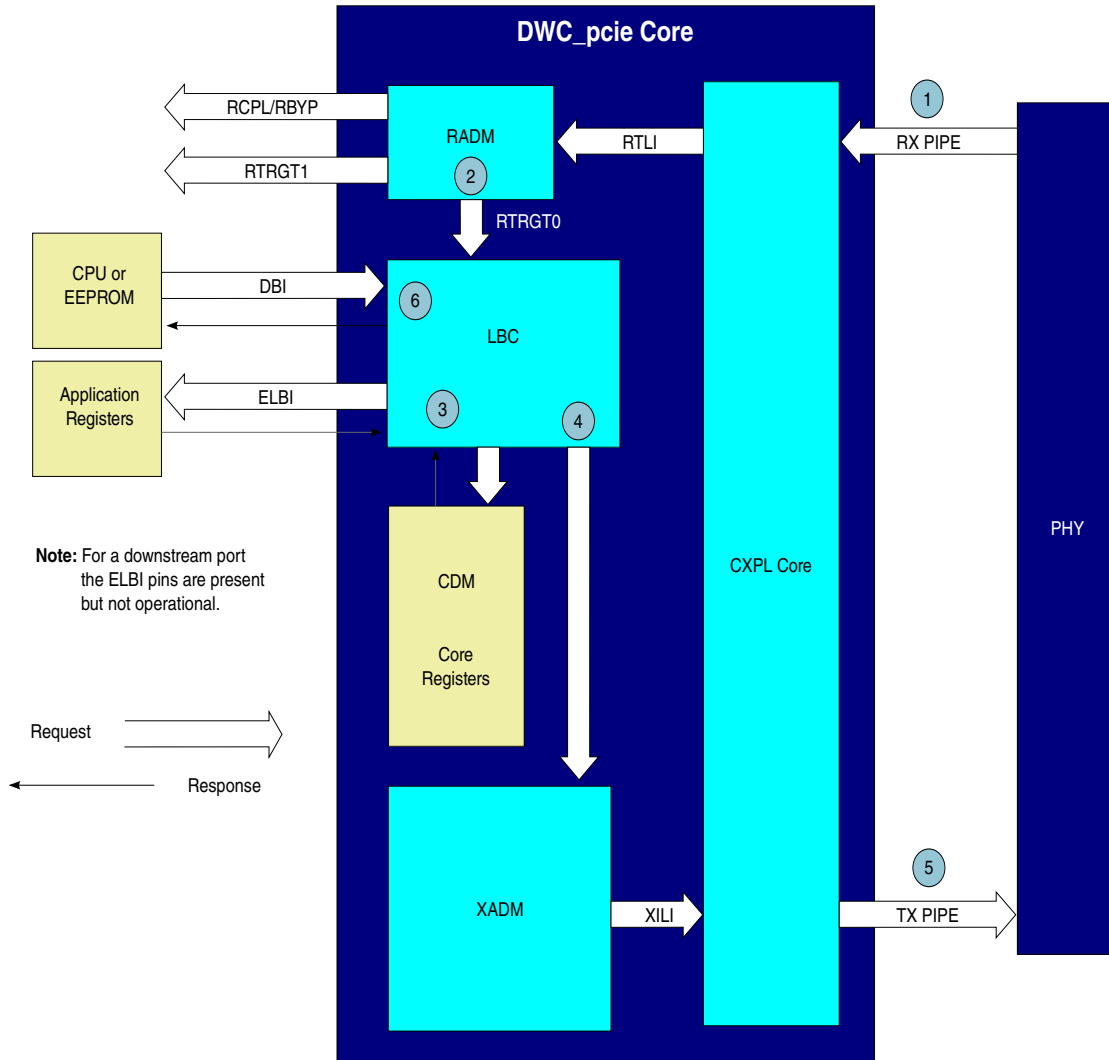 DWC_pcie Core
1
RCPL/RBYP
RADM
RTLI
RX PIPE
RTRGT1
2
RTRGT0
CPU or
EEPROM
DBI
6
LBC
Application
Registers
ELBI
3
4
PHY
Note: For a downstream port
the ELBI pins are present
but not operational.
CDM
CXPL Core
Core
Registers
Request
Response
5
XADM
XILI
TX PIPE